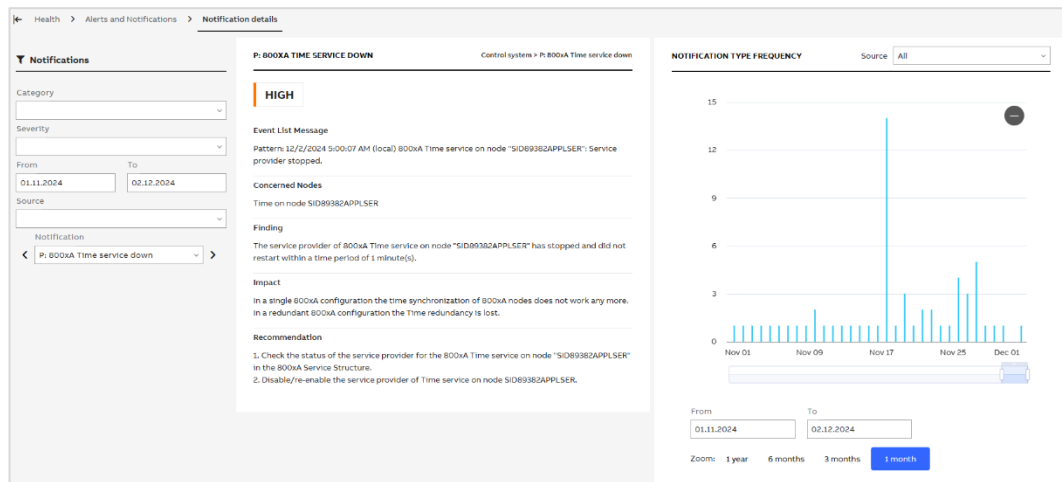 Health > Alerts and Notifications > Notification details
Notifications
Category
Severity
From To
01.11.2024 02.12.2024
Source
Notification
P: 800xA Time service down
P: 800XA TIME SERVICE DOWN
Control system > P: 800xA Time service down
HIGH
Event List Message
Pattern: 12/2/2024 5:00:07 AM (local) 800xA Time service on node "SID89382APPLSER": Service
provider stopped.
Concerned Nodes
Time on node SID89382APPLSER
Finding
The service provider of 800xA Time service on node "SID89382APPLSER" has stopped and did not
restart within a time period of 1 minute(s).
Impact
In a single 800xA configuration the time synchronization of 800xA nodes does not work any more.
In a redundant 800xA configuration the Time redundancy is lost.
Recommendation
1. Check the status of the service provider for the 800xA Time service on node "SID89382APPLSER"
in the 800xA Service Structure.
2. Disable/re-enable the service provider of Time service on node SID89382APPLSER.
NOTIFICATION TYPE FREQUENCY
Source All
15
12
9
6
3
0
Nov 01 Nov 09 Nov 17 Nov 25 Dec 01
From To
01.11.2024 02.12.2024
Zoom: 1 year 6 months 3 months 1 month